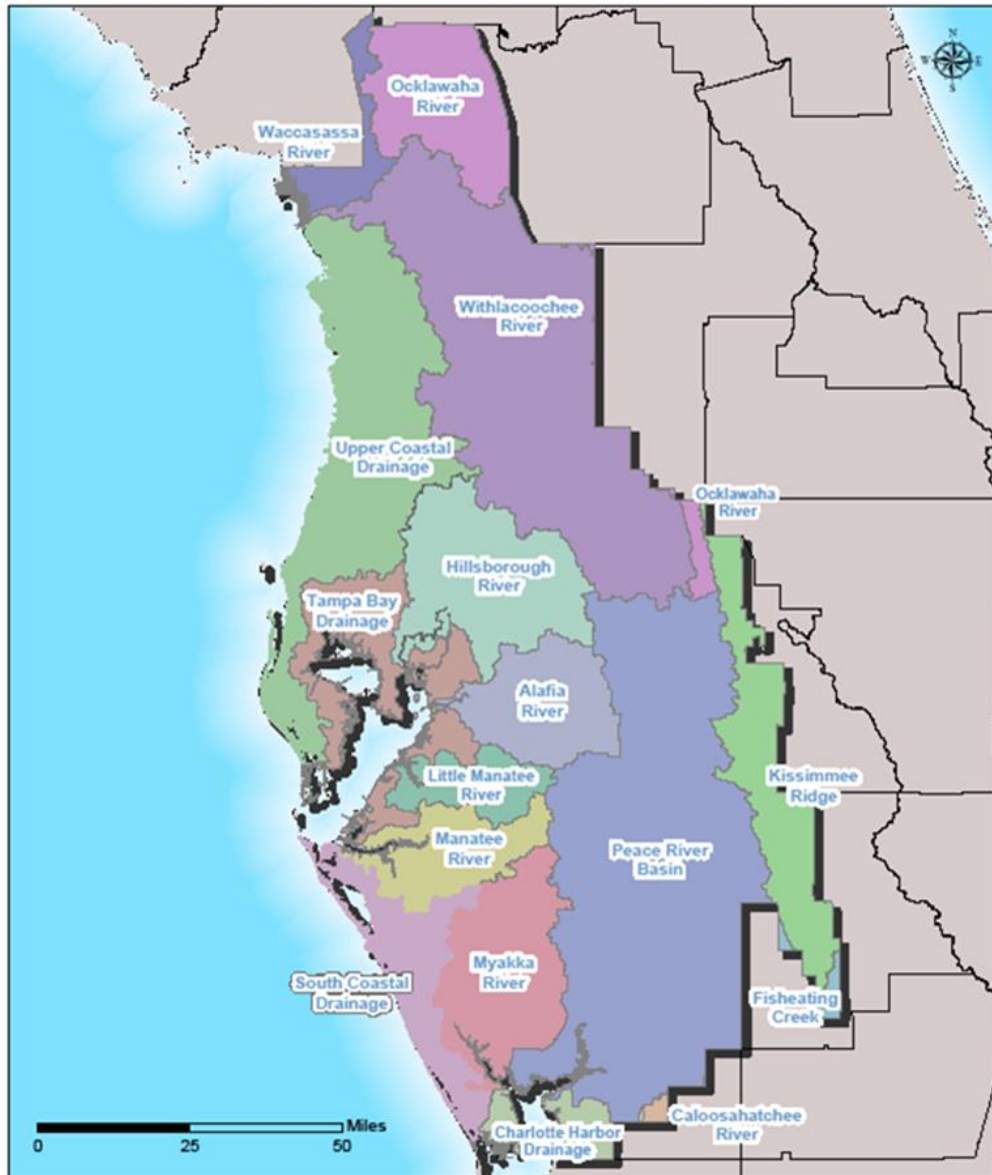 N
W E
S
Ocklawaha
River
Waccasassa
River
Withlacoochee
River
Upper Coastal
Drainage
Ocklawaha
River
Hillsborough
River
Tampa Bay
Drainage
Alafia
River
Little Manatee
River
Kissimmee
Ridge
Manatee
River
Peace River
Basin
Myakka
River
South Coastal
Drainage
Fisheating
Creek
Caloosahatchee
River
Charlotte Harbor
Drainage
Miles
0 25 50